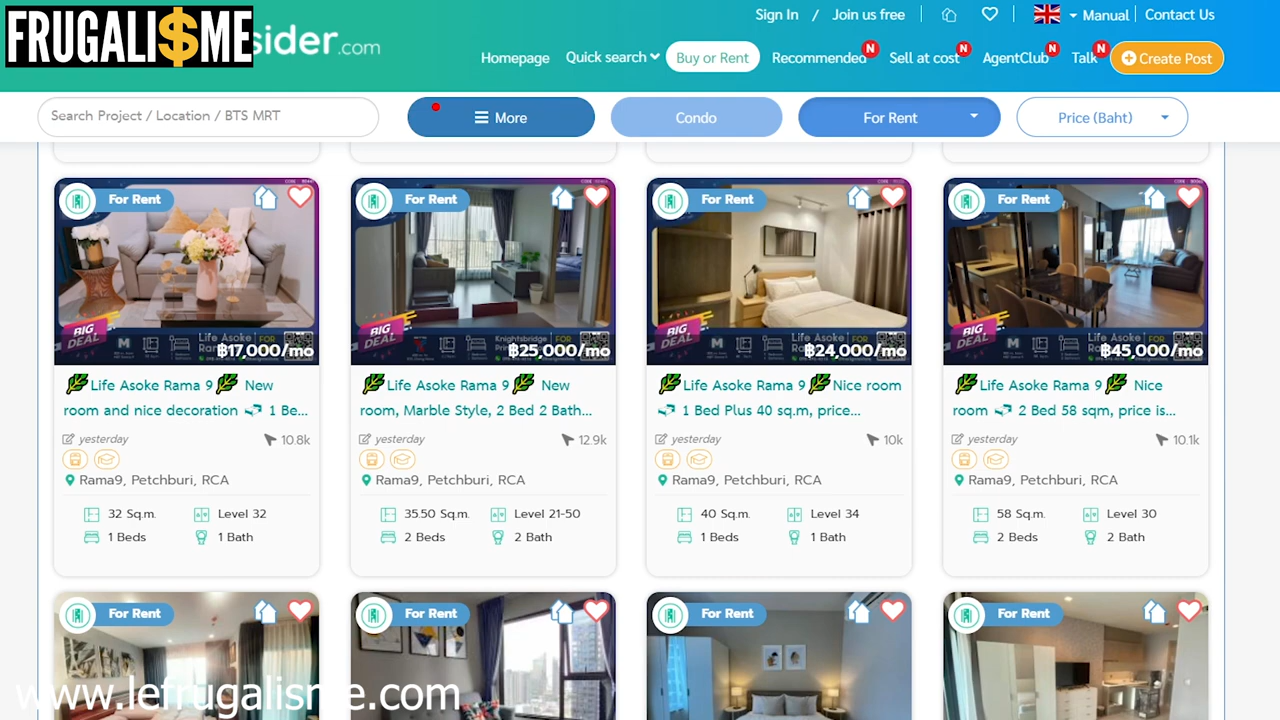 FRUGALI$ME
sider.com
Sign In / Join us free
Manual
Contact Us
Homepage
Quick search
Buy or Rent
Recommended N
Sell at cost N
AgentClub N
Talk N
Create Post
Search Project / Location / BTS MRT
More
Condo
For Rent
Price (Baht)
For Rent
For Rent
For Rent
For Rent
BIG DEAL
Life Asoke
฿17,000/mo
BIG DEAL
Knightsbridge
฿25,000/mo
BIG DEAL
Life Asoke
฿24,000/mo
BIG DEAL
Life Asoke
฿45,000/mo
Life Asoke Rama 9 New
room and nice decoration 1 Be...
Life Asoke Rama 9 New
room, Marble Style, 2 Bed 2 Bath...
Life Asoke Rama 9 Nice room
1 Bed Plus 40 sq.m, price...
Life Asoke Rama 9 Nice
room 2 Bed 58 sqm, price is...
yesterday 10.8k
yesterday 12.9k
yesterday 10k
yesterday 10.1k
Rama9, Petchburi, RCA
Rama9, Petchburi, RCA
Rama9, Petchburi, RCA
Rama9, Petchburi, RCA
32 Sq.m. Level 32
1 Beds 1 Bath
35.50 Sq.m. Level 21-50
2 Beds 2 Bath
40 Sq.m. Level 34
1 Beds 1 Bath
58 Sq.m. Level 30
2 Beds 2 Bath
For Rent
For Rent
For Rent
For Rent
www.lefrugalisme.com